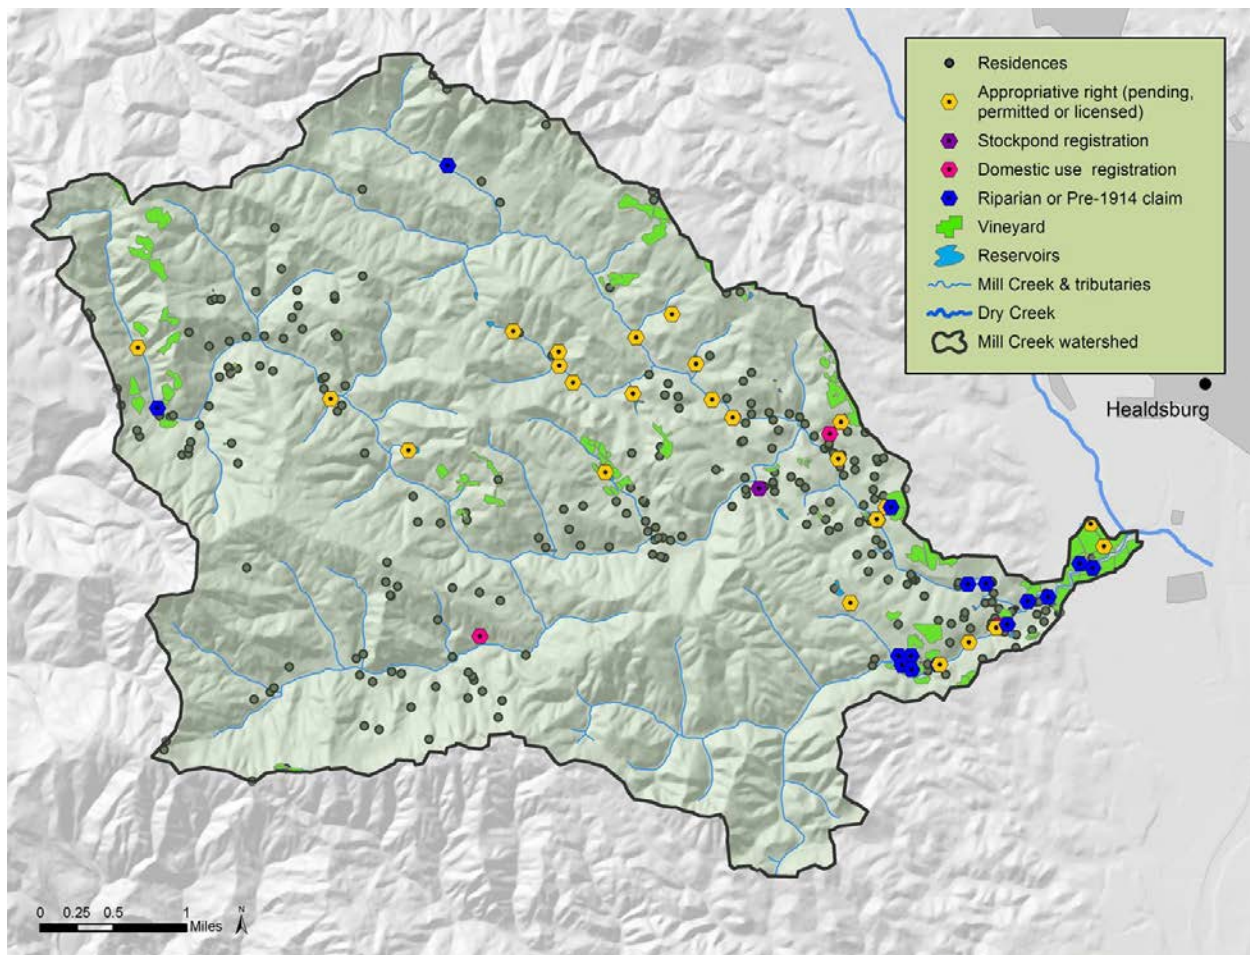 Residences
Appropriative right (pending,
permitted or licensed)
Stockpond registration
Domestic use registration
Riparian or Pre-1914 claim
Vineyard
Reservoirs
Mill Creek & tributaries
Dry Creek
Mill Creek watershed
Healdsburg
0 0.25 0.5 1
Miles
N